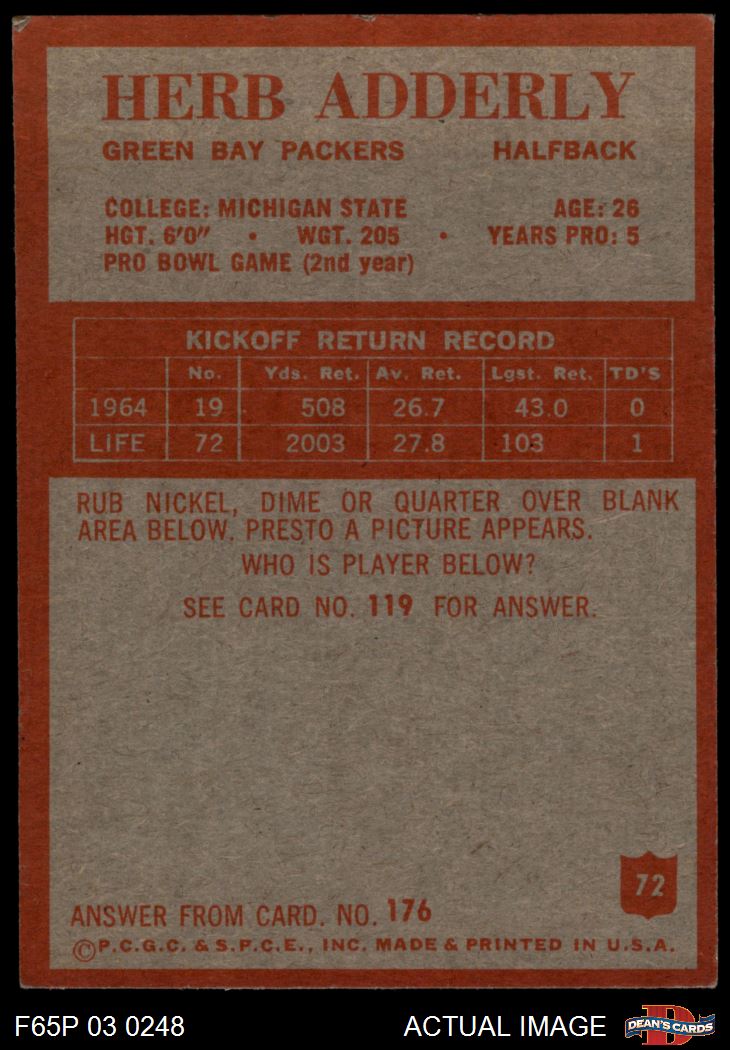 HERB ADDERLY
GREEN BAY PACKERS HALFBACK
COLLEGE: MICHIGAN STATE AGE: 26
HGT. 6'0" • WGT. 205 • YEARS PRO: 5
PRO BOWL GAME (2nd year)
KICKOFF RETURN RECORD
No. Yds. Ret. Av. Ret. Lgst. Ret. TD'S
1964 19 508 26.7 43.0 0
LIFE 72 2003 27.8 103 1
RUB NICKEL, DIME OR QUARTER OVER BLANK
AREA BELOW. PRESTO A PICTURE APPEARS.
WHO IS PLAYER BELOW?
SEE CARD NO. 119 FOR ANSWER.
72
ANSWER FROM CARD. NO. 176
©P.C.G.C. & S.P.C.E., INC. MADE & PRINTED IN U.S.A.
F65P 03 0248 ACTUAL IMAGE D DEAN'S CARDS